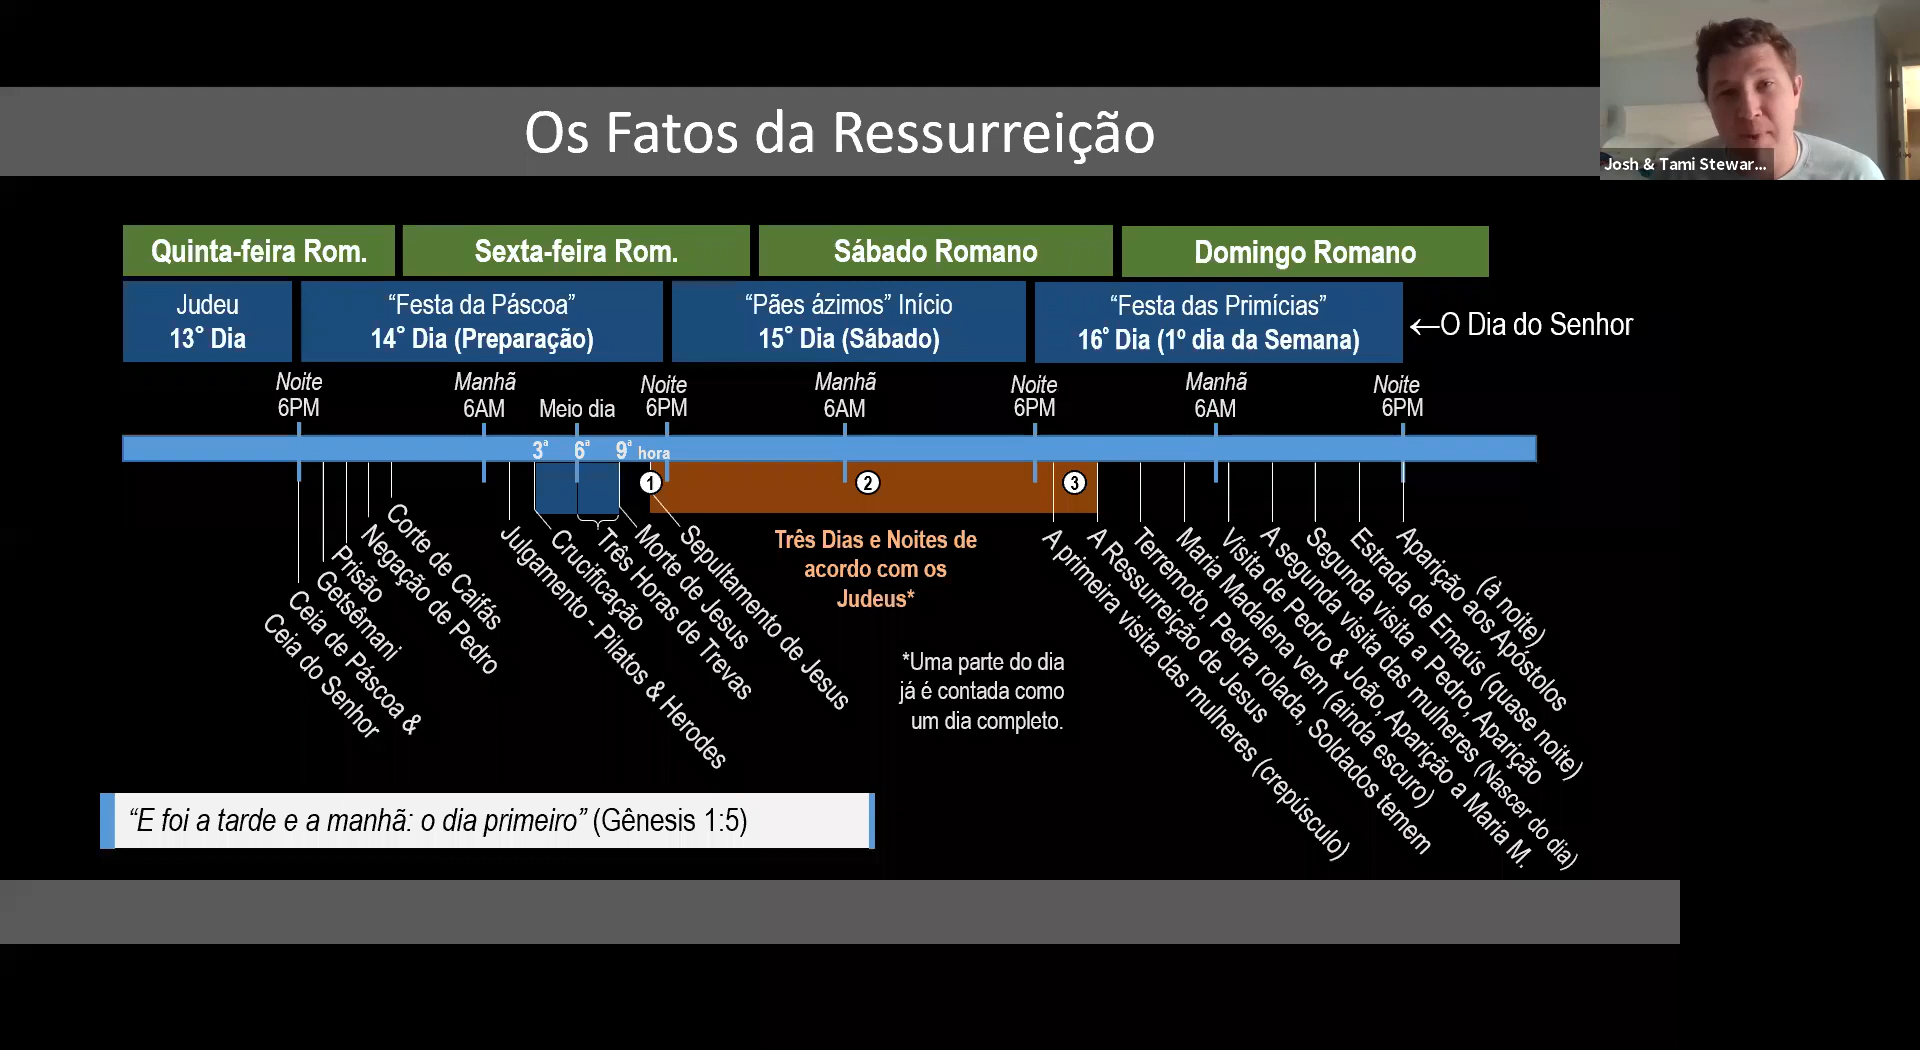 Josh & Tami Stewar...
Os Fatos da Ressurreição
Quinta-feira Rom.
Sexta-feira Rom.
Sábado Romano
Domingo Romano
Judeu
13° Dia
“Festa da Páscoa”
14° Dia (Preparação)
“Pães ázimos” Início
15° Dia (Sábado)
“Festa das Primícias”
16° Dia (1º dia da Semana)
←O Dia do Senhor
Noite
6PM
Manhã
6AM
Meio dia
Noite
6PM
Manhã
6AM
Noite
6PM
Manhã
6AM
Noite
6PM
3ª
6ª
9ª hora
1
2
3
Ceia de Páscoa &
Ceia do Senhor
Getsêmani
Prisão
Negação de Pedro
Corte de Caifás
Julgamento - Pilatos & Herodes
Crucificação
Três Horas de Trevas
Morte de Jesus
Sepultamento de Jesus
Três Dias e Noites de
acordo com os
Judeus*
*Uma parte do dia
já é contada como
um dia completo.
A primeira visita das mulheres (crepúsculo)
A Ressurreição de Jesus
Terremoto, Pedra rolada, Soldados temem
Maria Madalena vem (ainda escuro)
Visita de Pedro & João, Aparição a Maria M.
A segunda visita das mulheres (Nascer do dia)
Segunda visita a Pedro, Aparição
Estrada de Emaús (quase noite)
Aparição aos Apóstolos
(à noite)
“E foi a tarde e a manhã: o dia primeiro” (Gênesis 1:5)